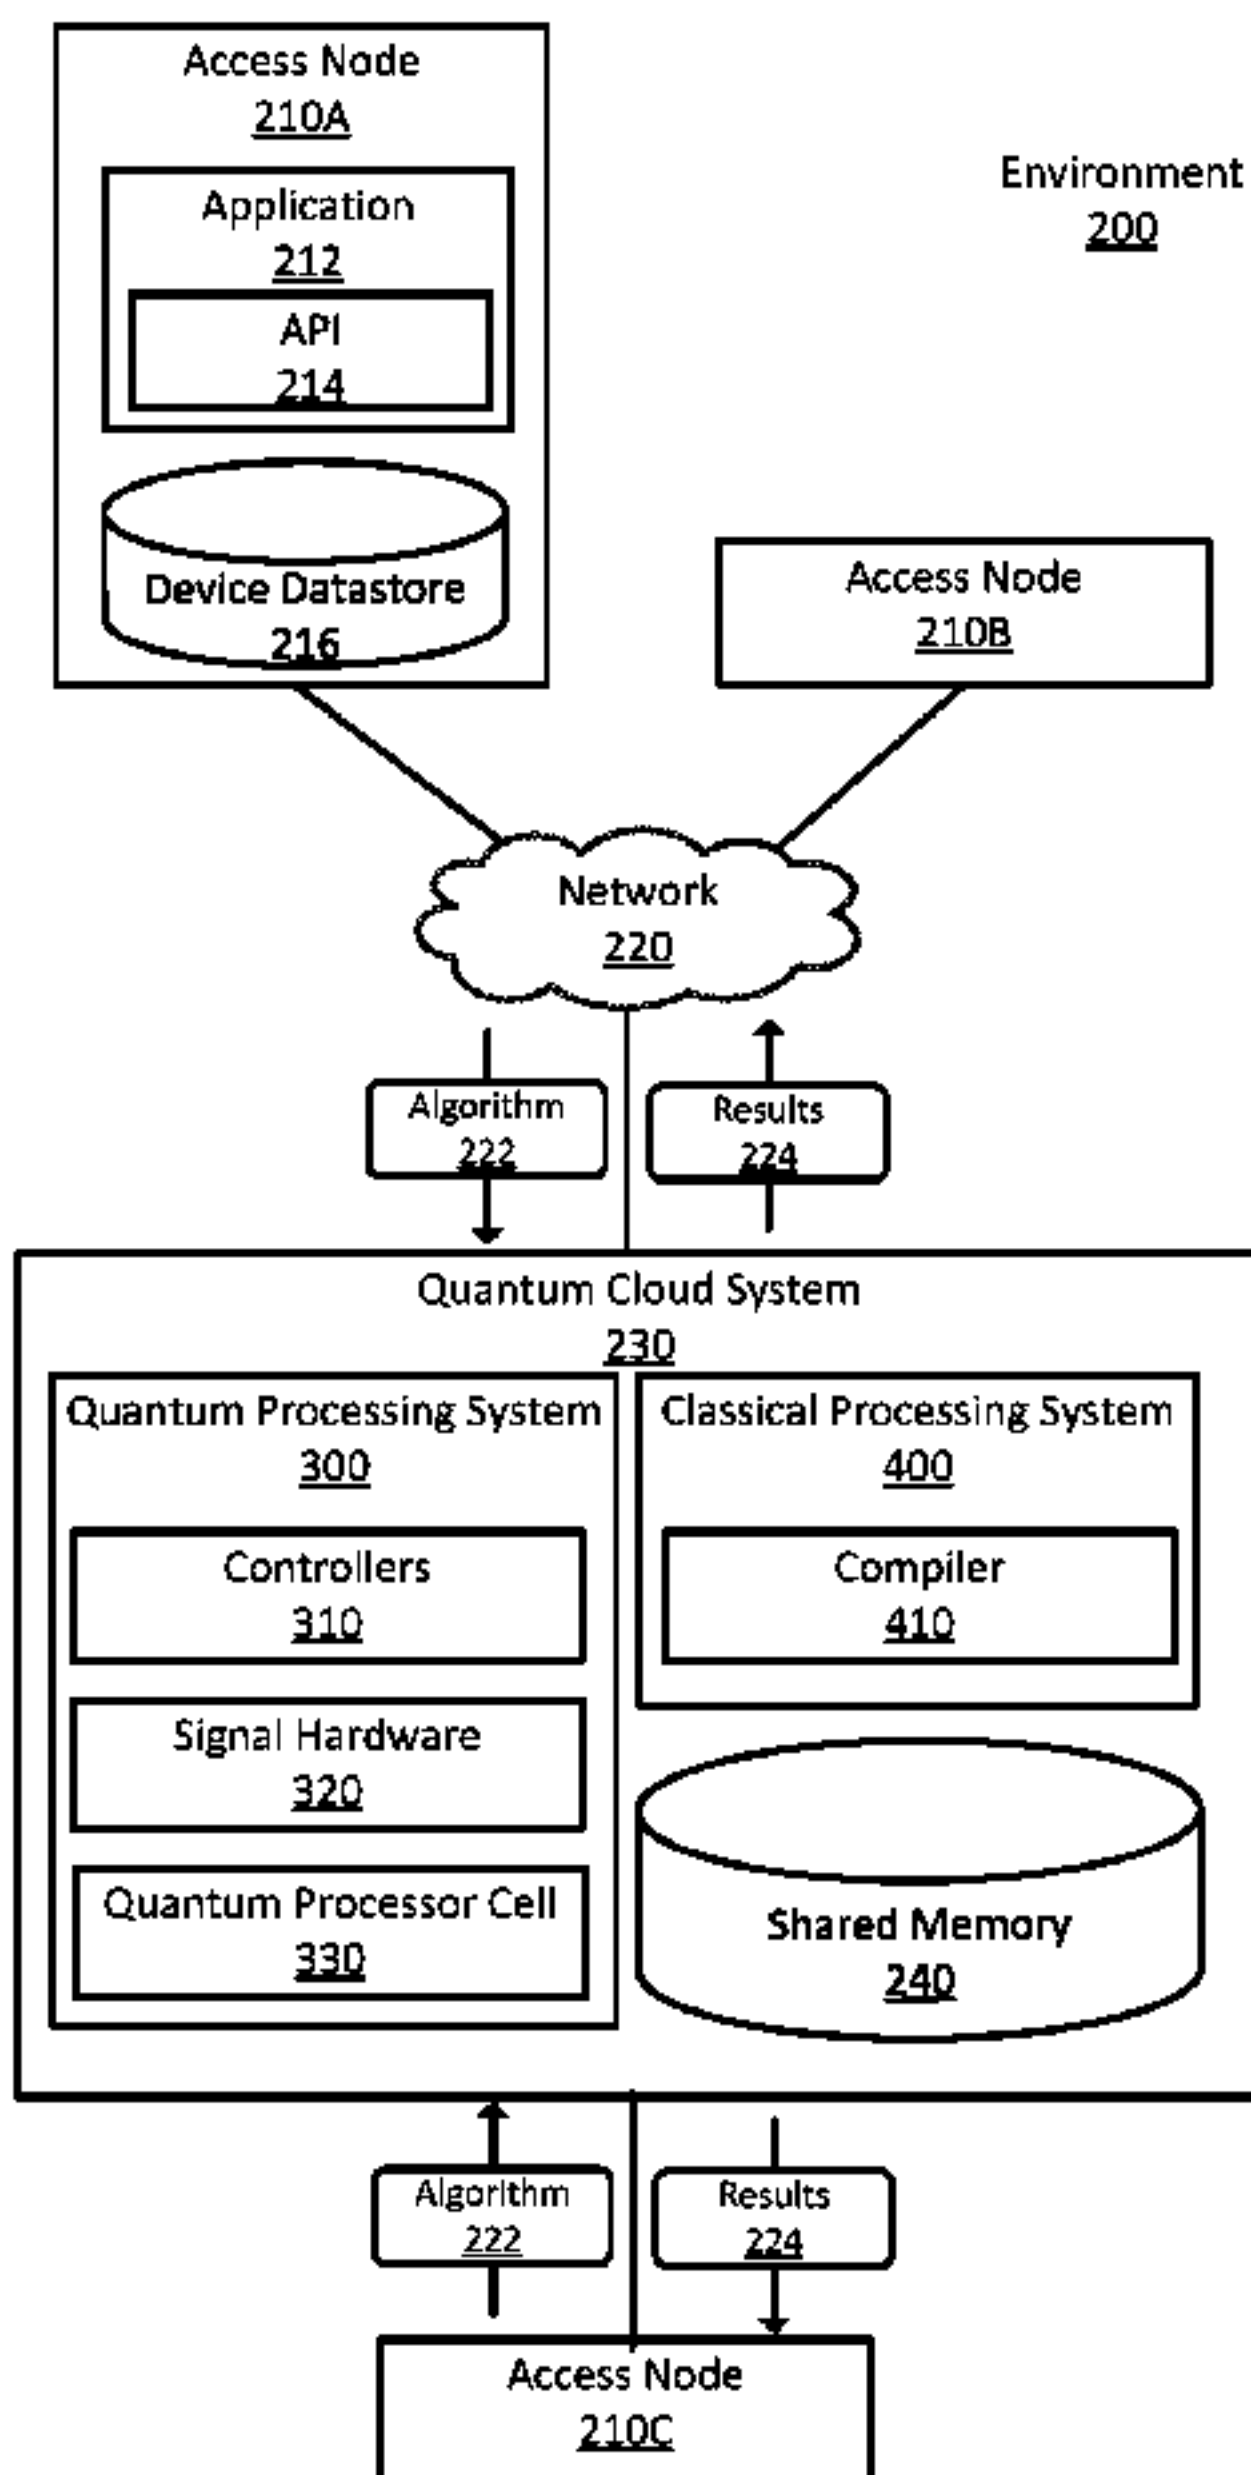 Access Node
210A
Application
212
API
214
Device Datastore
216
Environment
200
Access Node
210B
Network
220
Algorithm
222
Results
224
Quantum Cloud System
230
Quantum Processing System
300
Controllers
310
Signal Hardware
320
Quantum Processor Cell
330
Classical Processing System
400
Compiler
410
Shared Memory
240
Algorithm
222
Results
224
Access Node
210C